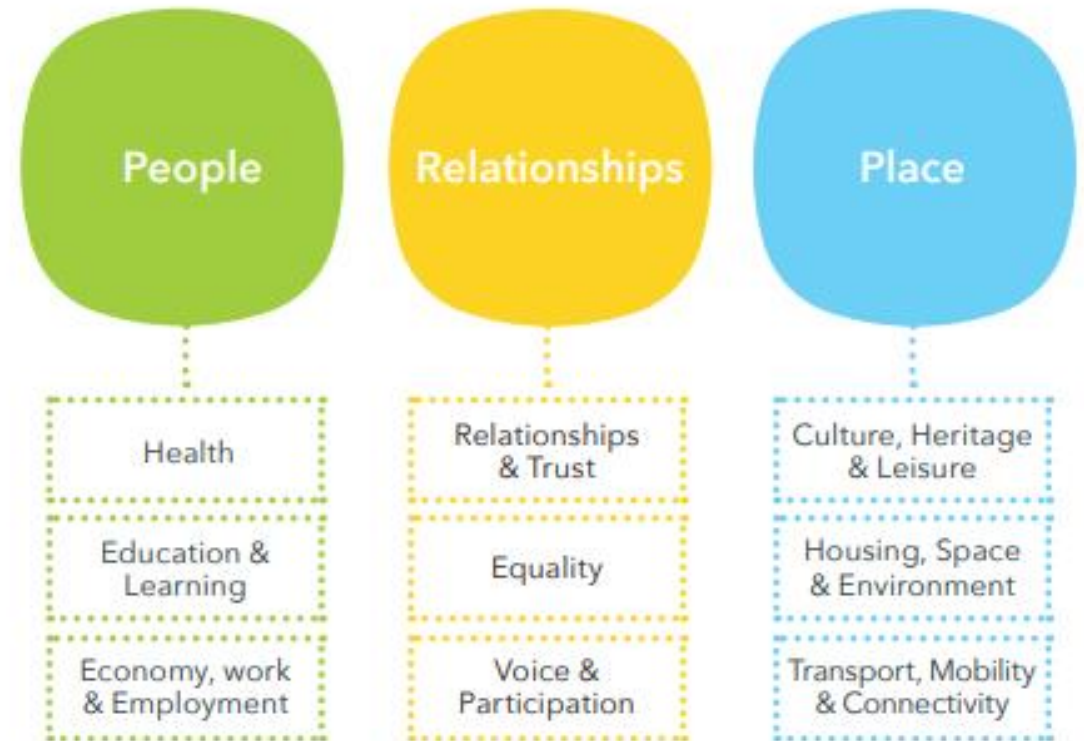 People
Health
Education &
Learning
Economy, work
& Employment
Relationships
Relationships
& Trust
Equality
Voice &
Participation
Place
Culture, Heritage
& Leisure
Housing, Space
& Environment
Transport, Mobility
& Connectivity